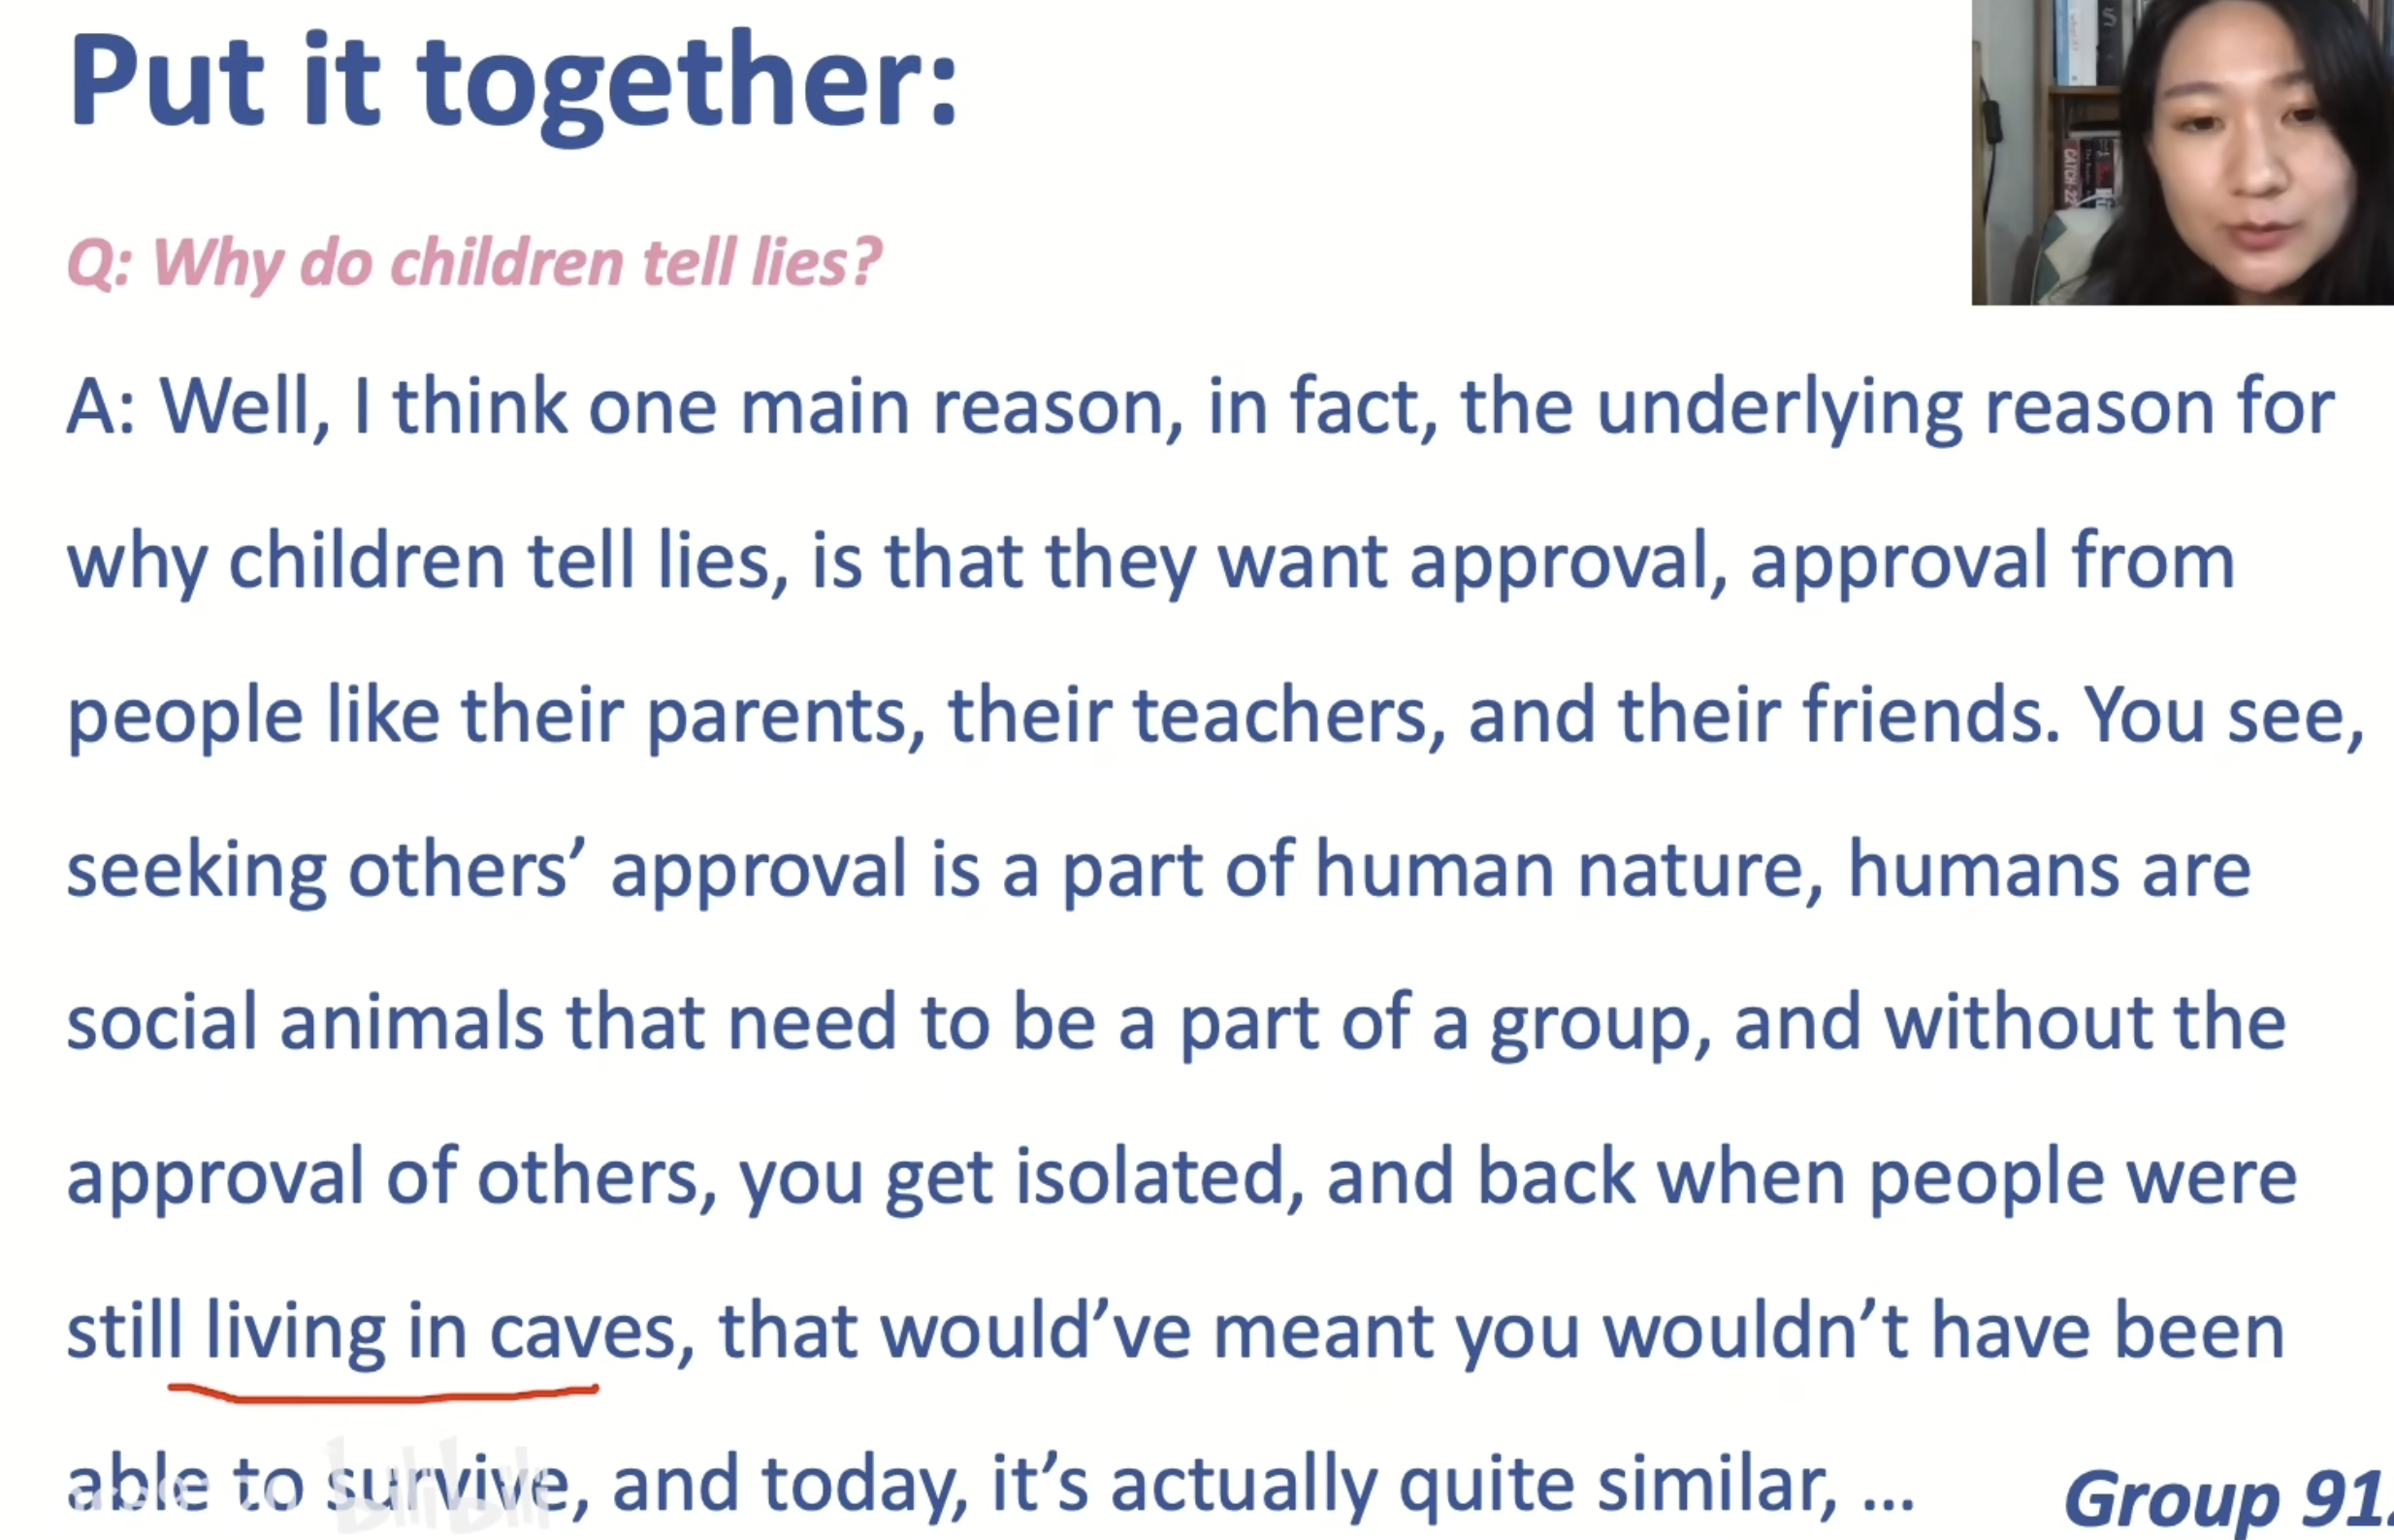 Put it together:
Q: Why do children tell lies?
A: Well, I think one main reason, in fact, the underlying reason for
why children tell lies, is that they want approval, approval from
people like their parents, their teachers, and their friends. You see,
seeking others’ approval is a part of human nature, humans are
social animals that need to be a part of a group, and without the
approval of others, you get isolated, and back when people were
still living in caves, that would’ve meant you wouldn’t have been
able to survive, and today, it’s actually quite similar, ...
Group 91
bilibili
CATCH-22